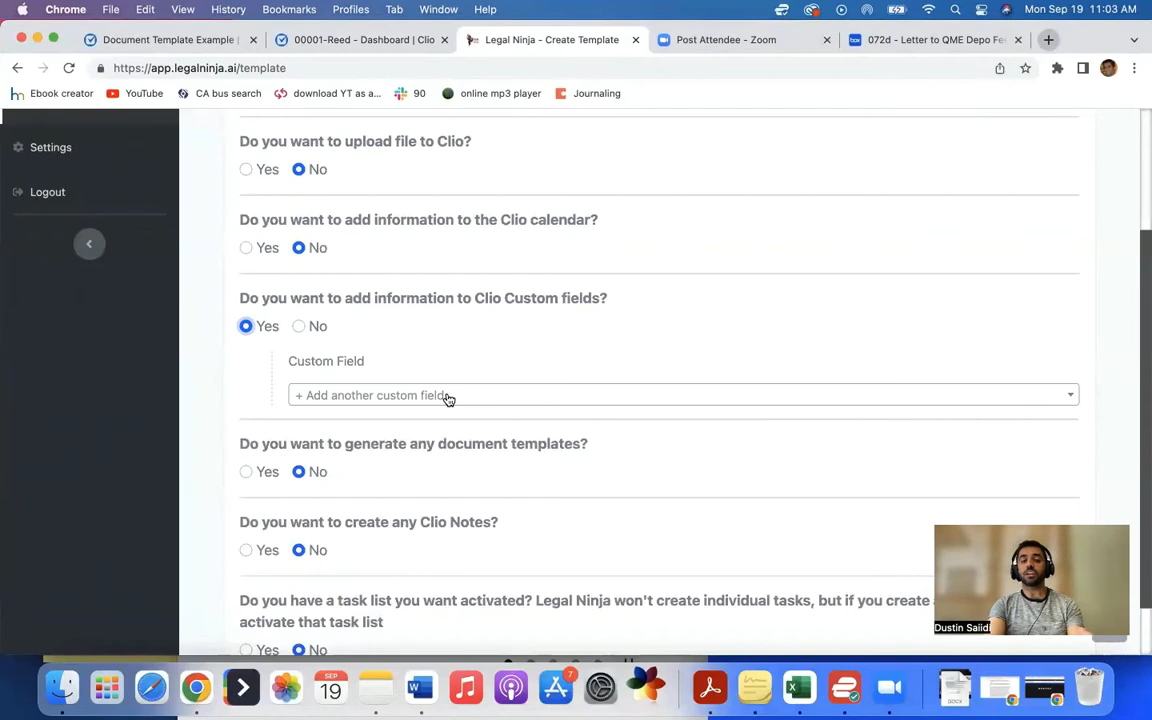 Chrome File Edit View History Bookmarks Profiles Tab Window Help Mon Sep 19 11:03 AM
Document Template Example | 00001-Reed - Dashboard | Clio Legal Ninja - Create Template Post Attendee - Zoom 072d - Letter to QME Depo Fe
https://app.legalninja.ai/template
Ebook creator YouTube CA bus search download YT as a... 90 online mp3 player Journaling
Settings
Logout
Do you want to upload file to Clio?
Yes No
Do you want to add information to the Clio calendar?
Yes No
Do you want to add information to Clio Custom fields?
Yes No
Custom Field
+ Add another custom field
Do you want to generate any document templates?
Yes No
Do you want to create any Clio Notes?
Yes No
Do you have a task list you want activated? Legal Ninja won't create individual tasks, but if you create
activate that task list
Yes No
Dustin Saiidi
SEP
19
7
DOCX